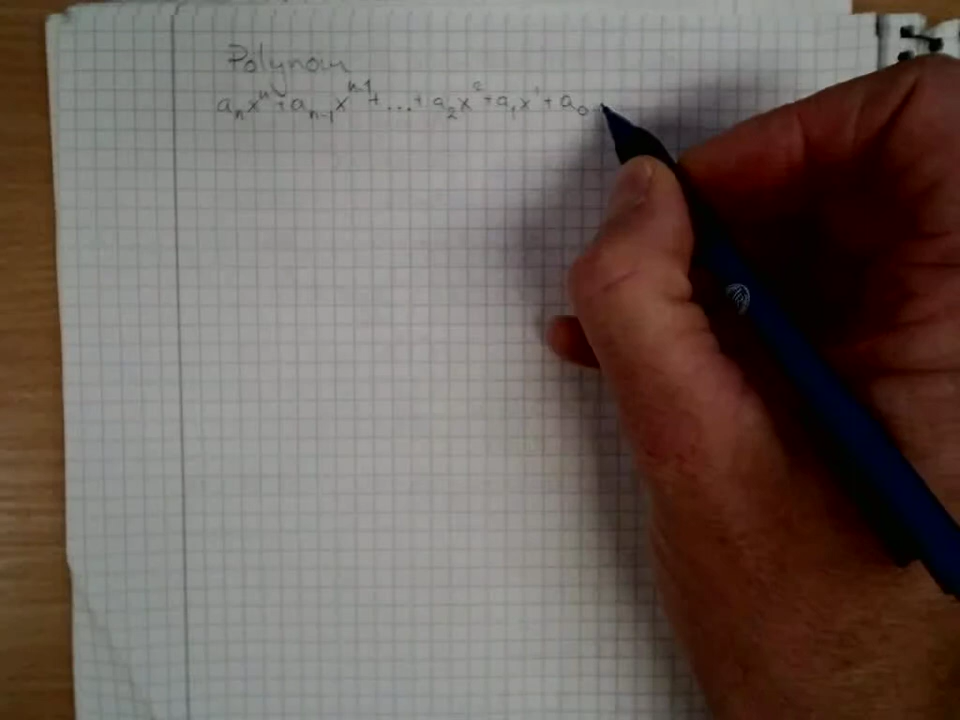 Polynom
aₙxⁿ + aₙ₋₁xⁿ⁻¹ + ... + a₂x² + a₁x¹ + a₀